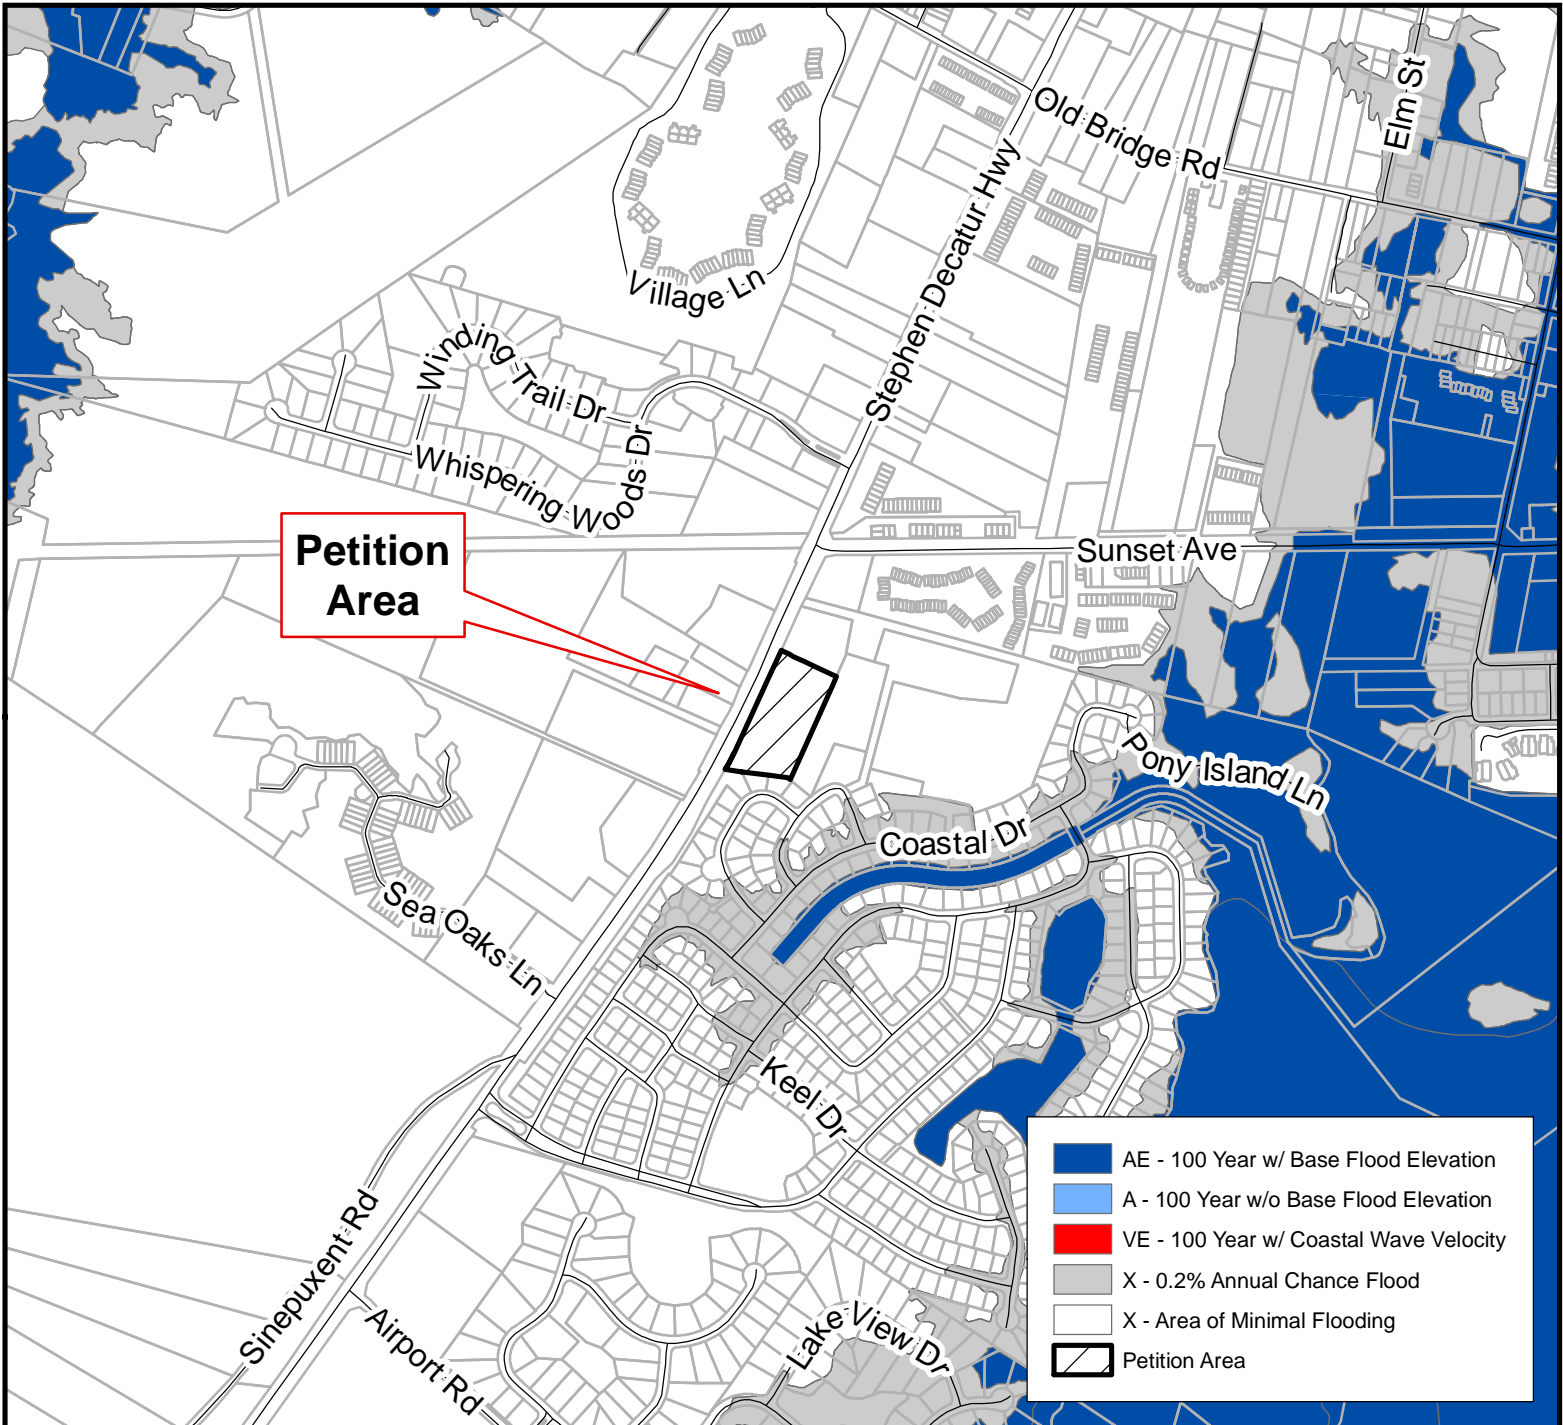 Elm St
Old Bridge Rd
Stephen Decatur Hwy
Village Ln
Winding Trail Dr
Whispering Woods Dr
Petition
Area
Sunset Ave
Pony Island Ln
Coastal Dr
Sea Oaks Ln
Keel Dr
Sinepuxent Rd
Airport Rd
Lake View Dr
AE - 100 Year w/ Base Flood Elevation
A - 100 Year w/o Base Flood Elevation
VE - 100 Year w/ Coastal Wave Velocity
X - 0.2% Annual Chance Flood
X - Area of Minimal Flooding
Petition Area